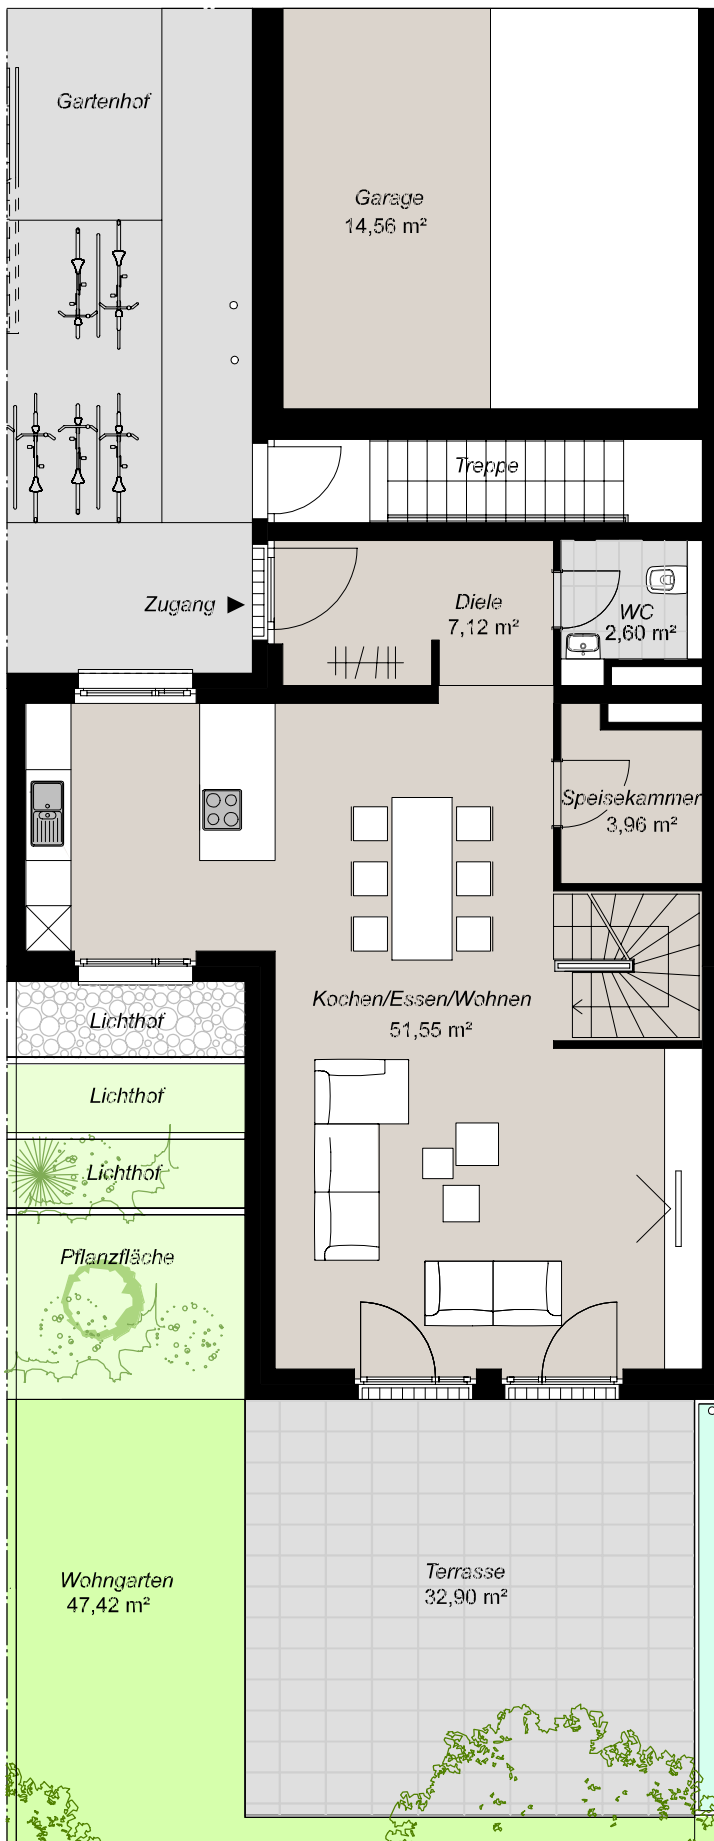 Gartenhof
Garage
14,56 m²
Treppe
Zugang
Diele
7,12 m²
WC
2,60 m²
Speisekammer
3,96 m²
Kochen/Essen/Wohnen
51,55 m²
Lichthof
Lichthof
Lichthof
Pflanzfläche
Wohngarten
47,42 m²
Terrasse
32,90 m²